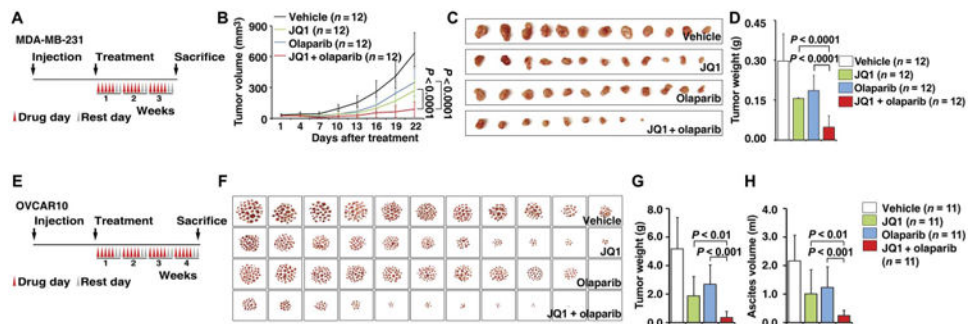 A
MDA-MB-231
Injection Treatment Sacrifice
1 2 3
Weeks
Drug day Rest day
B
Vehicle (n = 12)
JQ1 (n = 12)
Olaparib (n = 12)
JQ1 + olaparib (n = 12)
Tumor volume (mm3)
900
600
300
0
1 4 7 10 13 16 19 22
Days after treatment
P < 0.0001
P < 0.0001
C
Vehicle
JQ1
Olaparib
JQ1 + olaparib
D
Tumor weight (g)
0.45
0.30
0.15
0.00
P < 0.0001
P < 0.0001
Vehicle (n = 12)
JQ1 (n = 12)
Olaparib (n = 12)
JQ1 + olaparib (n = 12)
E
OVCAR10
Injection Treatment Sacrifice
1 2 3 4
Weeks
Drug day Rest day
F
Vehicle
JQ1
Olaparib
JQ1 + olaparib
G
Tumor weight (g)
8.0
6.0
4.0
2.0
0.0
P < 0.01
P < 0.001
H
Ascites volume (ml)
4.0
3.0
2.0
1.0
0.0
P < 0.01
P < 0.001
Vehicle (n = 11)
JQ1 (n = 11)
Olaparib (n = 11)
JQ1 + olaparib
(n = 11)